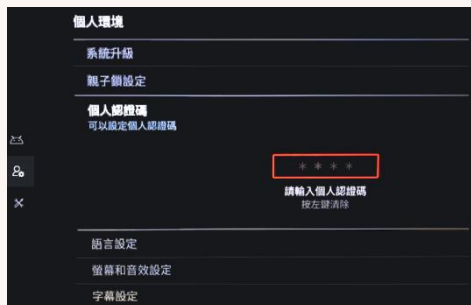 個人環境
系統升級
親子鎖設定
個人認證碼
可以設定個人認證碼
* * * *
請輸入個人認證碼
按左鍵清除
語言設定
螢幕和音效設定
字幕設定